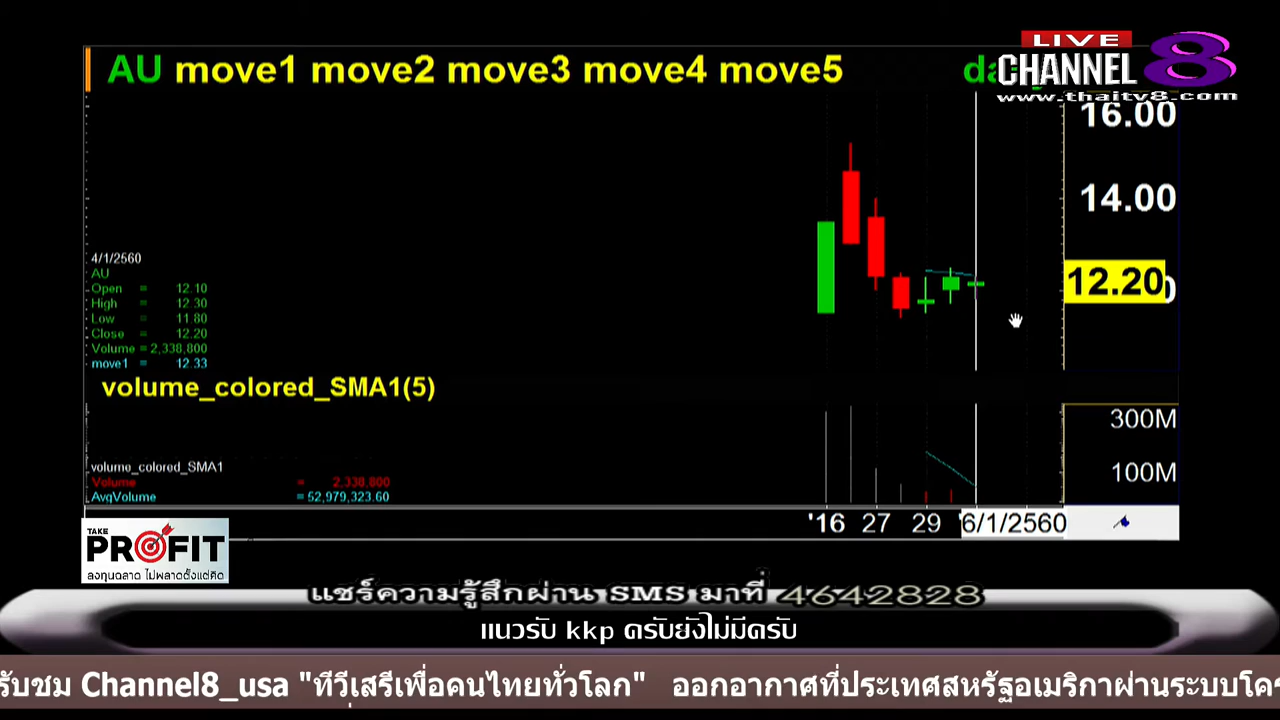 LIVE
CHANNEL 8
www.thaitv8.com
AU move1 move2 move3 move4 move5
16.00
14.00
12.20
4/1/2560
AU
Open = 12.10
High = 12.30
Low = 11.80
Close = 12.20
Volume = 2,338,800
move1 = 12.33
volume_colored_SMA1(5)
300M
100M
volume_colored_SMA1
Volume = 2,338,800
AvgVolume = 52,979,323.60
'16 27 29 '6/1/2560
TAKE
PROFIT
ลงทุนฉลาด ไม่พลาดตั้งแต่คิด
แชร์ความรู้สึกผ่าน SMS มาที่ 4642828
แนวรับ kkp ครับยังไม่มีครับ
รับชม Channel8_usa "ทีวีเสรีเพื่อคนไทยทั่วโลก" ออกอากาศที่ประเทศสหรัฐอเมริกาผ่านระบบโคร